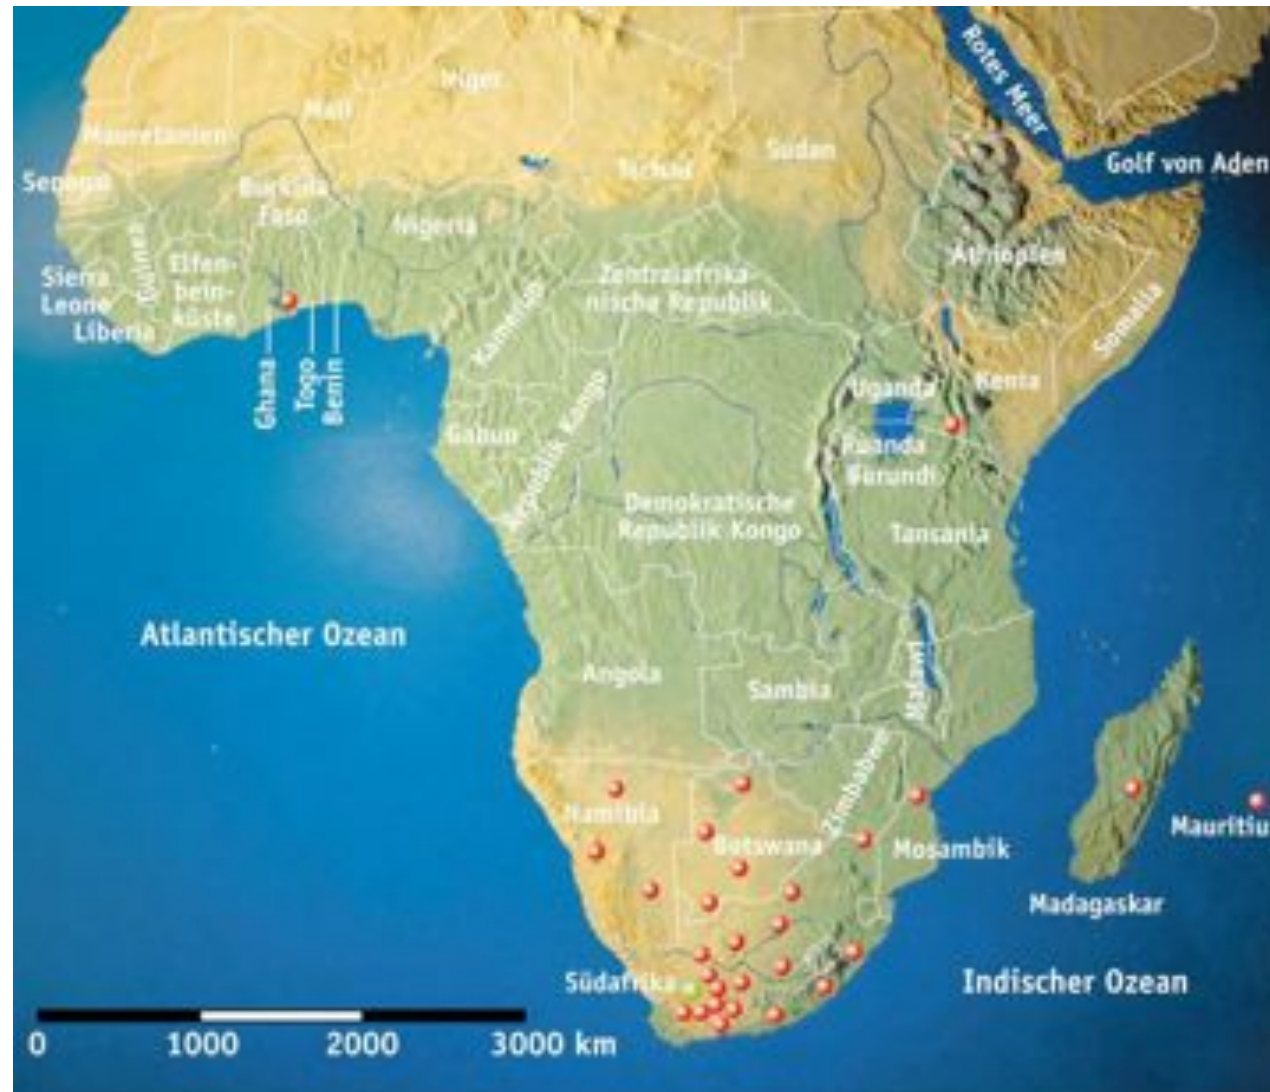 Rotes Meer
Niger
Mali
Mauretanien
Sudan
Golf von Aden
Tschad
Senegal
Burkina
Faso
Nigeria
Guinea
Äthiopien
Elfen-
bein-
küste
Sierra
Leone
Liberia
Zentralafrika-
nische Republik
Kamerun
Somalia
Ghana
Togo
Benin
Uganda
Kenia
Gabun
Republik Kongo
Ruanda
Burundi
Demokratische
Republik Kongo
Tansania
Atlantischer Ozean
Angola
Sambia
Malawi
Zimbabwe
Namibia
Botswana
Mosambik
Mauritiu
Madagaskar
Südafrika
Indischer Ozean
0 1000 2000 3000 km